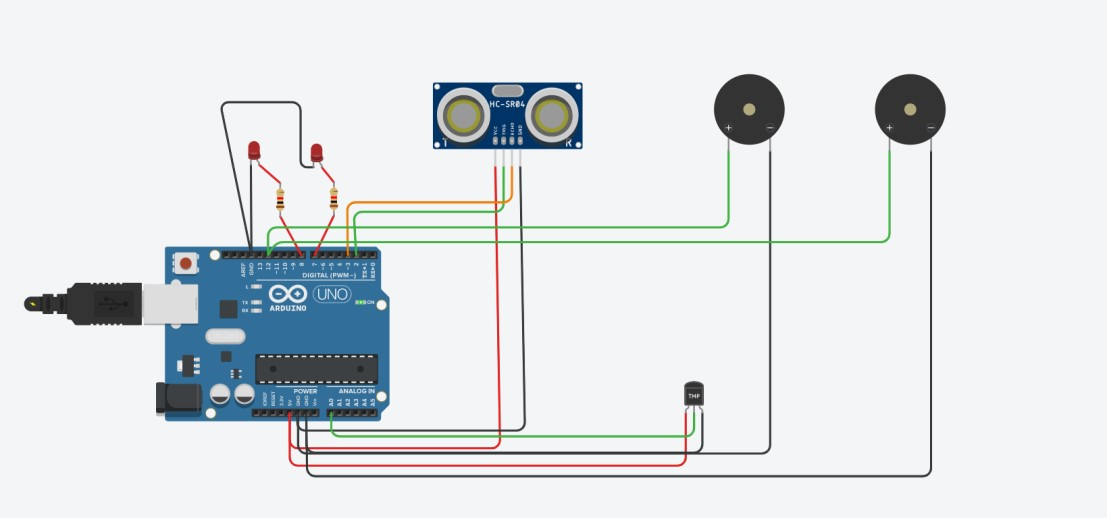 HC-SR04
VCC
TRIG
ECHO
GND
T
R
+
−
+
−
AREF
GND
13
12
~11
~10
~9
8
7
~6
~5
4
~3
2
TX→1
RX←0
DIGITAL (PWM~)
L
TX
RX
UNO
ON
ARDUINO
TMP
POWER
ANALOG IN
IOREF
RESET
3.3V
5V
GND
GND
Vin
A0
A1
A2
A3
A4
A5